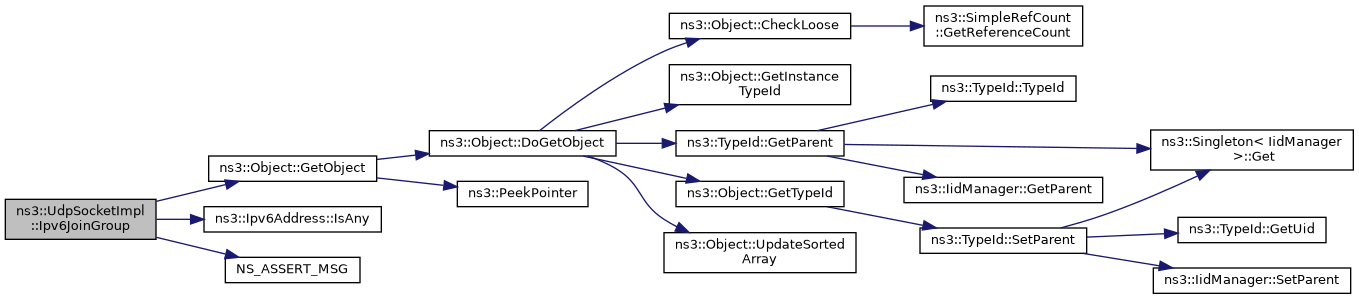 ns3::UdpSocketImpl
::Ipv6JoinGroup
ns3::Object::GetObject
ns3::Ipv6Address::IsAny
NS_ASSERT_MSG
ns3::Object::DoGetObject
ns3::PeekPointer
ns3::Object::CheckLoose
ns3::Object::GetInstance
TypeId
ns3::TypeId::GetParent
ns3::Object::GetTypeId
ns3::Object::UpdateSorted
Array
ns3::SimpleRefCount
::GetReferenceCount
ns3::TypeId::TypeId
ns3::IidManager::GetParent
ns3::TypeId::SetParent
ns3::Singleton< IidManager
>::Get
ns3::TypeId::GetUid
ns3::IidManager::SetParent